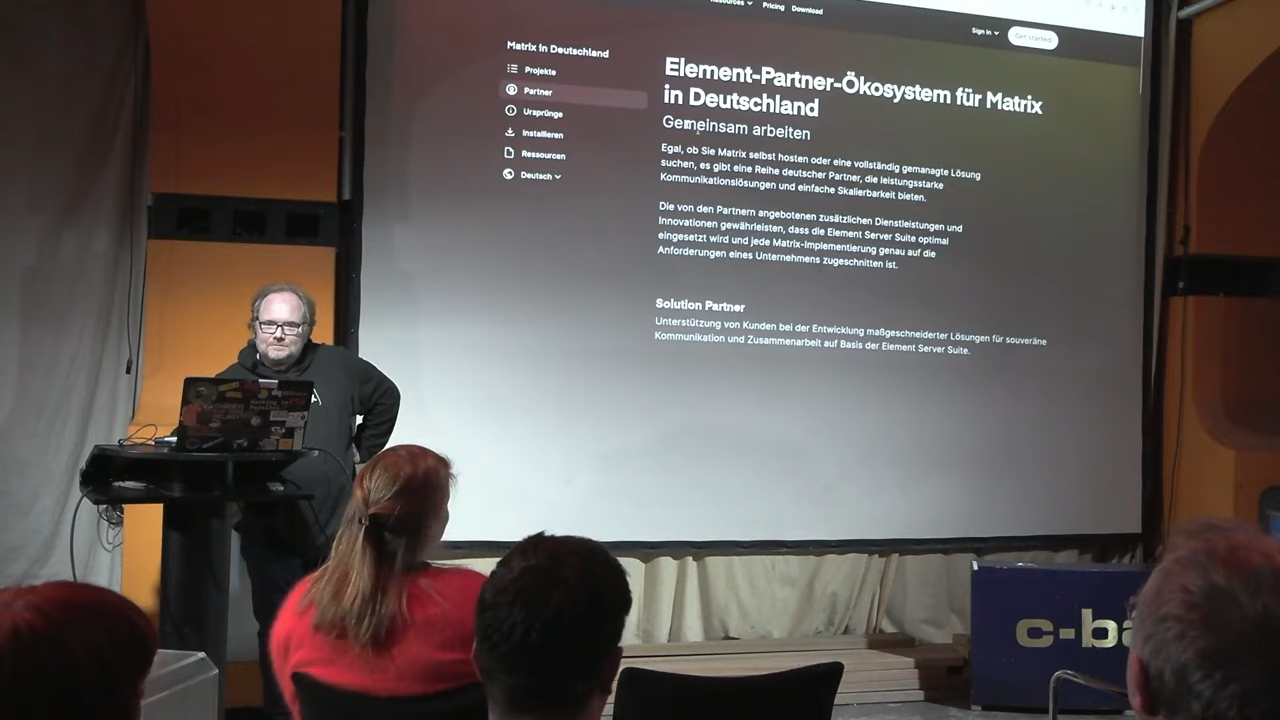 Resources
Pricing
Download
Sign In
Get started
Matrix in Deutschland
Projekte
Partner
Ursprünge
Installieren
Ressourcen
Deutsch
Element-Partner-Ökosystem für Matrix
in Deutschland
Gemeinsam arbeiten
Egal, ob Sie Matrix selbst hosten oder eine vollständig gemanagte Lösung
suchen, es gibt eine Reihe deutscher Partner, die leistungsstarke
Kommunikationslösungen und einfache Skalierbarkeit bieten.
Die von den Partnern angebotenen zusätzlichen Dienstleistungen und
Innovationen gewährleisten, dass die Element Server Suite optimal
eingesetzt wird und jede Matrix-Implementierung genau auf die
Anforderungen eines Unternehmens zugeschnitten ist.
Solution Partner
Unterstützung von Kunden bei der Entwicklung maßgeschneiderter Lösungen für souveräne
Kommunikation und Zusammenarbeit auf Basis der Element Server Suite.
c-ba